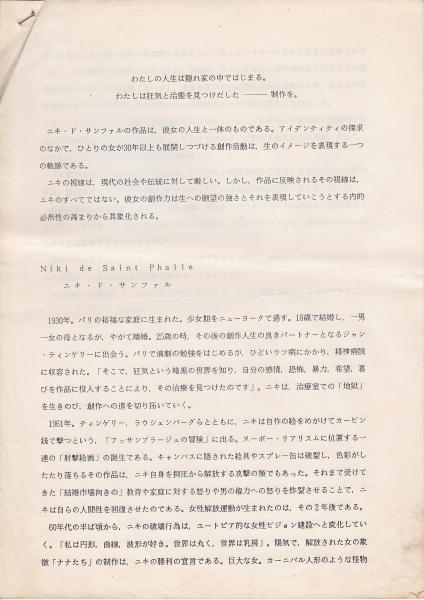 わたしの人生は隠れ家の中ではじまる。
わたしは狂気と治癒を見つけだした ―― 制作を。
ニキ・ド・サンファルの作品は、彼女の人生と一体のものである。アイデンティティの探求
のなかで、ひとりの女が30年以上も展開しつづける創作活動は、生のイメージを表現する一つ
の軌跡である。
ニキの視線は、現代の社会や伝統に対して厳しい。しかし、作品に反映されるその視線は、
ニキのすべてではない。彼女の創作力は生への願望の強さとそれを表現していこうとする内的
必然性の高まりから具象化される。
Niki de Saint Phalle
ニキ・ド・サンファル
1930年。パリの裕福な家庭に生まれた。少女期をニューヨークで過す。18歳で結婚し、一男
一女の母となるが、やがて離婚。25歳の時、その後の創作人生の良きパートナーとなるジャン
・ティンゲリーに出会う。パリで演劇の勉強をはじめるが、ひどいウツ病にかかり、精神病院
に収容された。「そこで、狂気という暗黒の世界を知り、自分の感情、恐怖、暴力、希望、喜
びを作品に投入することにより、その治療を見つけたのです」。ニキは、治療室での「地獄」
を生きのび、創作への道を切り拓いていく。
1961年。ティンゲリー、ラウシェンバーグらとともに、ニキは自作の絵をめがけてカービン
銃で撃つという、「アッサンブラージュの冒険」に出る。ヌーボー・リアリスムに位置する一
連の「射撃絵画」の誕生である。キャンバスに隠された絵具やスプレー缶は破裂し、色彩がし
たたり落ちるその作品は、ニキ自身を抑圧から解放する攻撃の策でもあった。それまで受けて
きた「結婚市場向きの」教育や家庭に対する怒りや男の権力への怒りを炸裂させることで、ニ
キは自らの人間性を回復させたのである。女性解放運動が生まれたのは、その2年後である。
60年代の半ば頃から、ニキの破壊行為は、ユートピア的な女性ビジョン建設へと変化してい
く。「私は円形、曲線、波形が好き。世界は丸く、世界は乳房」。陽気で、解放された女の象
徴「ナナたち」の制作は、ニキの勝利の宣言である。巨大な女。カーニバル人形のような怪物